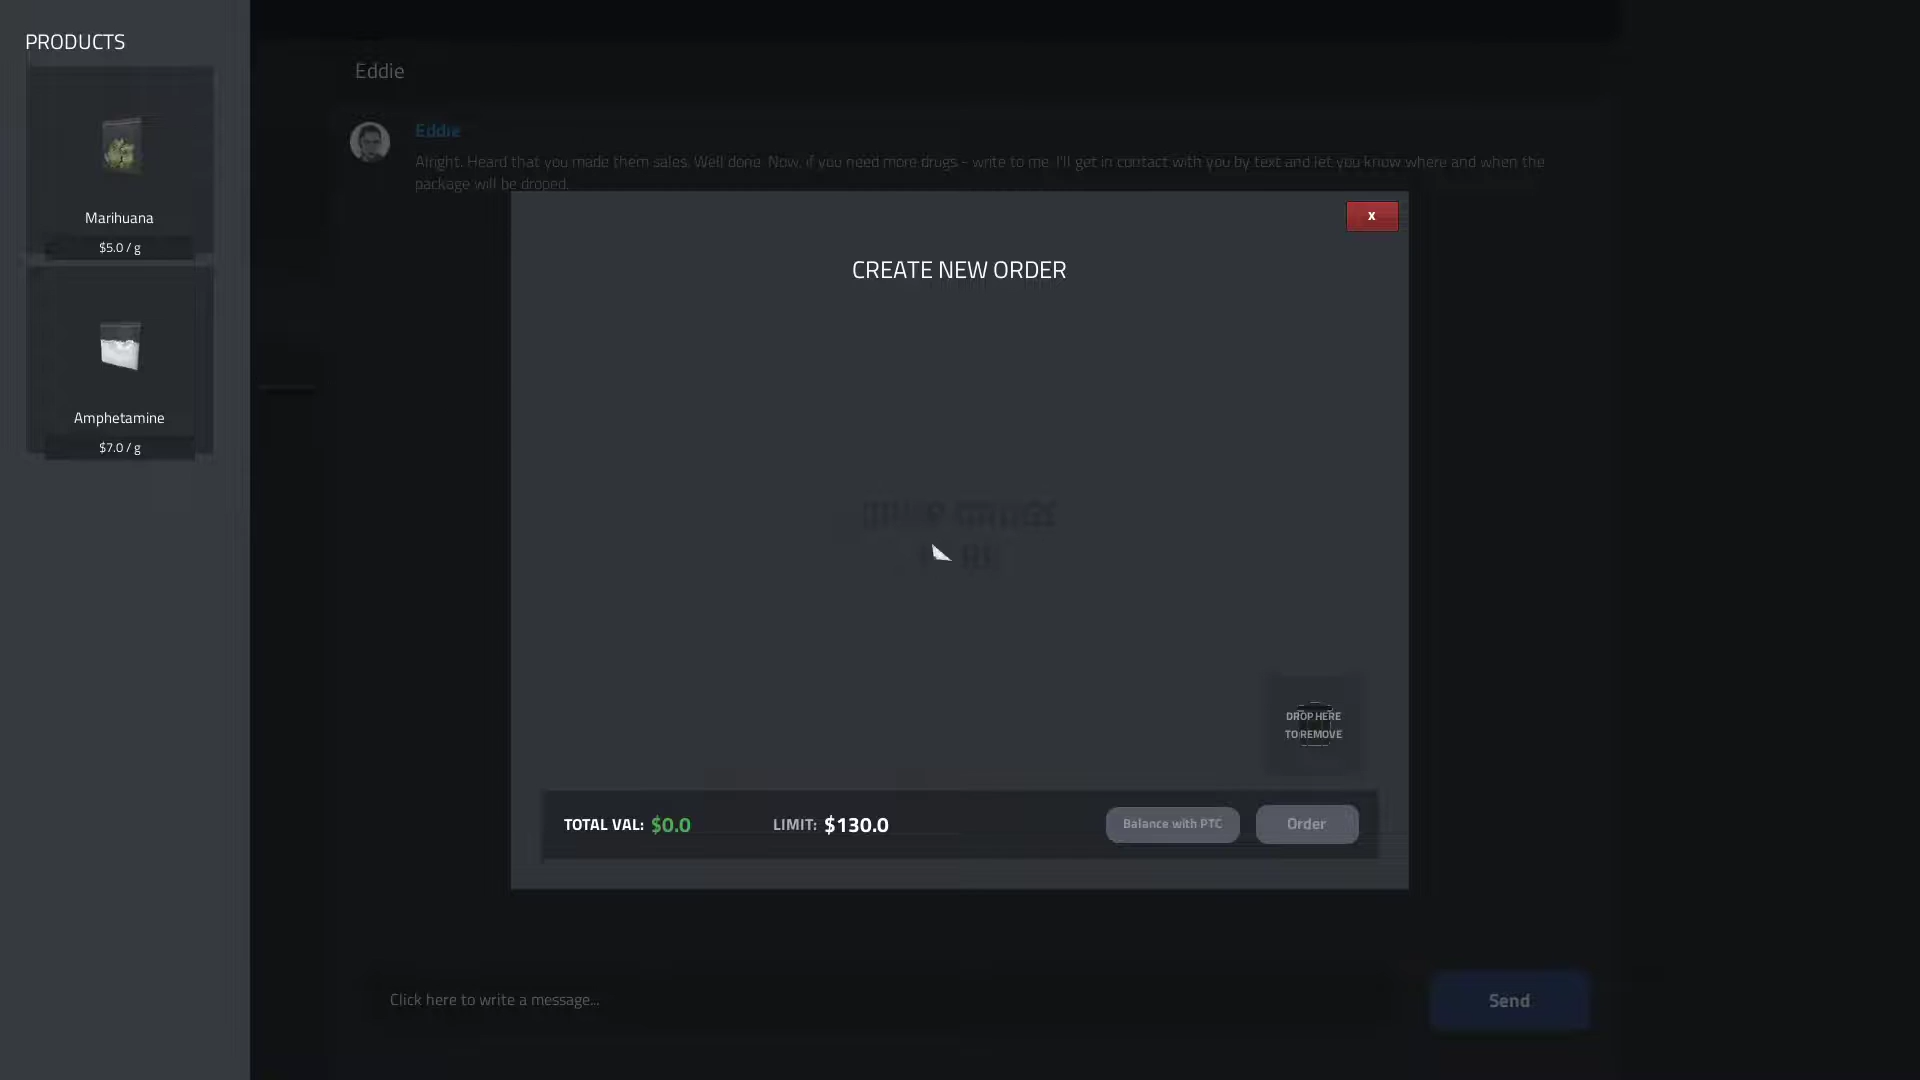 PRODUCTS
Marihuana
$5.0 / g
Amphetamine
$7.0 / g
Eddie
Eddie
Alright. Heard that you made them sales. Well done. Now, if you need more drugs - write to me. I'll get in contact with you by text and let you know where and when the
package will be droped.
x
CREATE NEW ORDER
DROP HERE
TO REMOVE
TOTAL VAL: $0.0
LIMIT: $130.0
Balance with PTC
Order
Click here to write a message...
Send